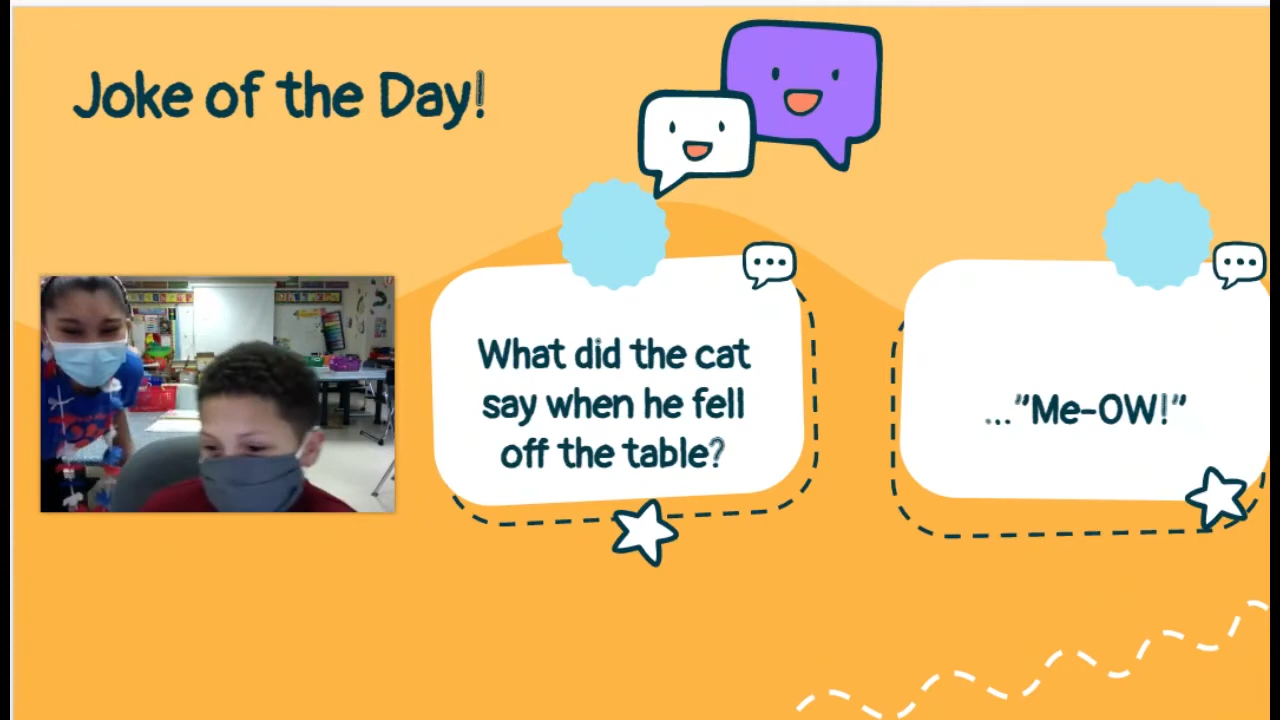 Joke of the Day!
What did the cat
say when he fell
off the table?
..."Me-OW!"